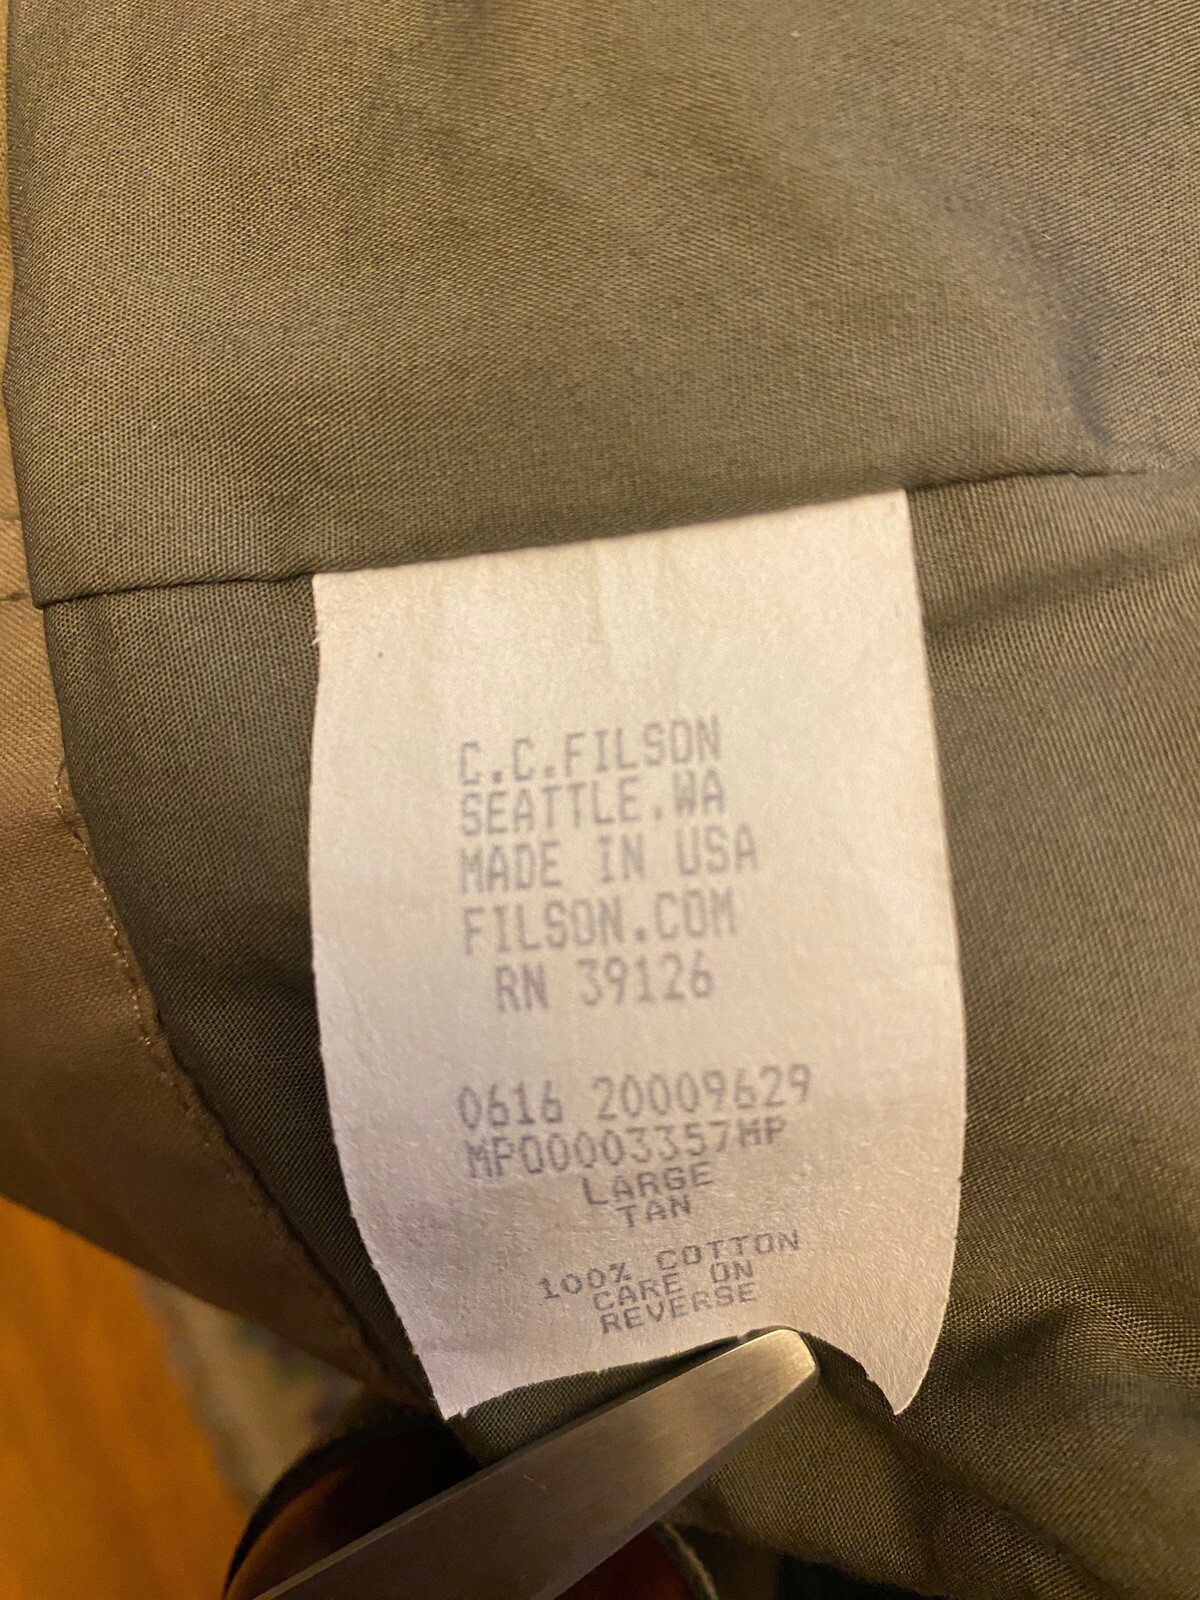 C.C.FILSON
SEATTLE,WA
MADE IN USA
FILSON.COM
RN 39126
0616 20009629
MP00003357MP
LARGE
TAN
100% COTTON
CARE ON
REVERSE